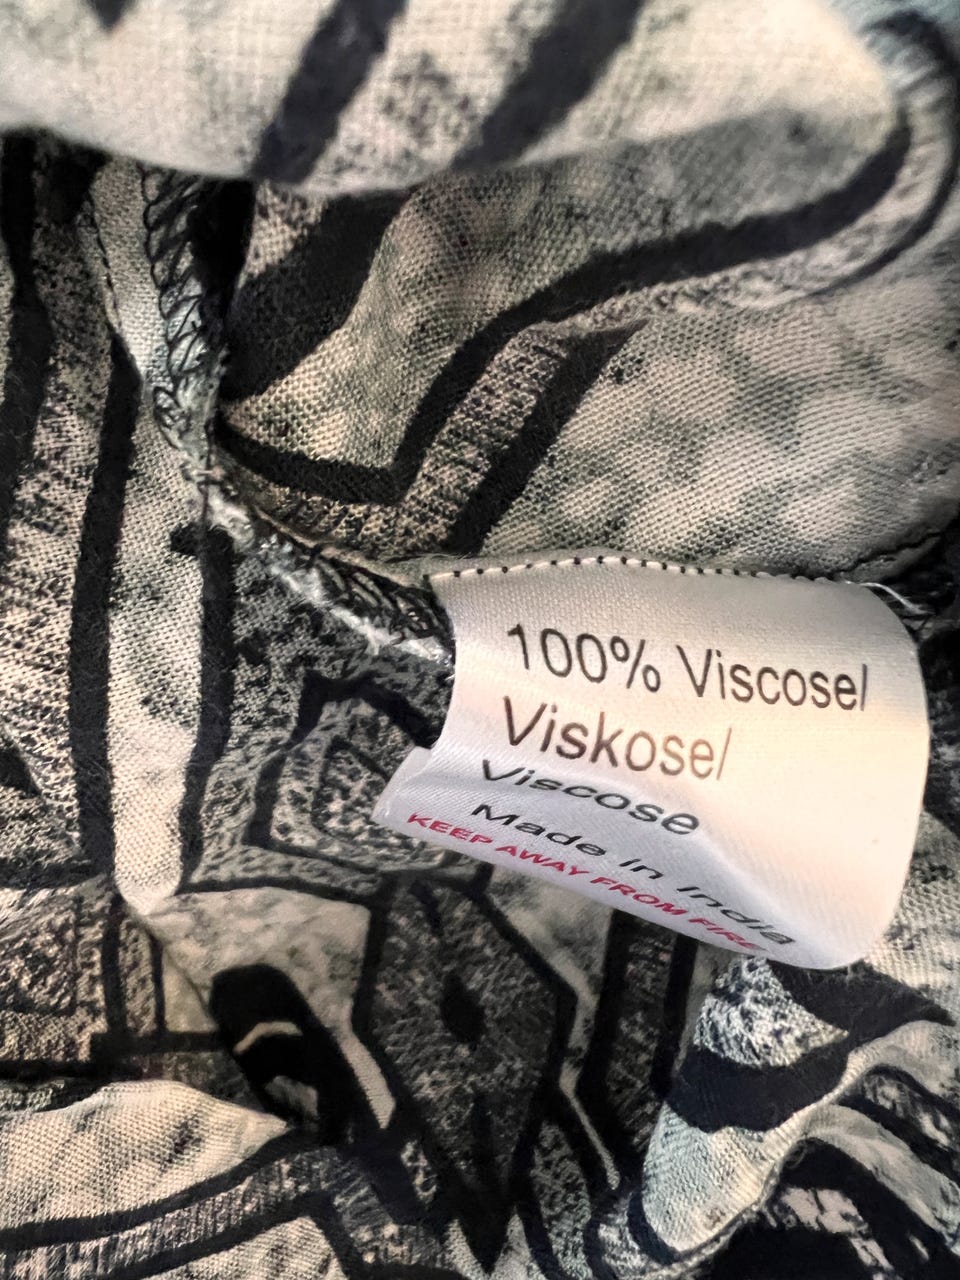 100% Viscose/
Viskose/
Viscose
Made In India
KEEP AWAY FROM FIRE